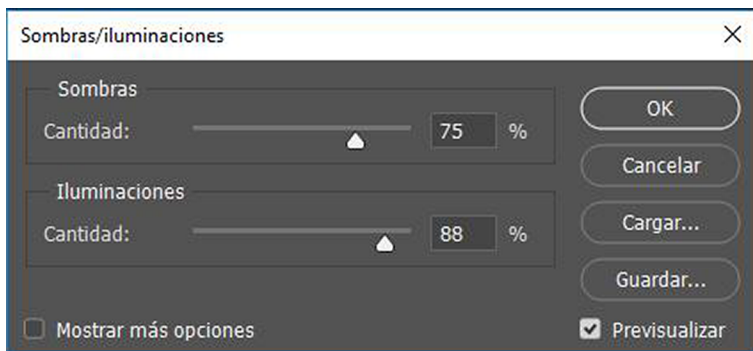 Sombras/iluminaciones
Sombras
Cantidad: 75 %
Iluminaciones
Cantidad: 88 %
Mostrar más opciones
OK
Cancelar
Cargar...
Guardar...
Previsualizar